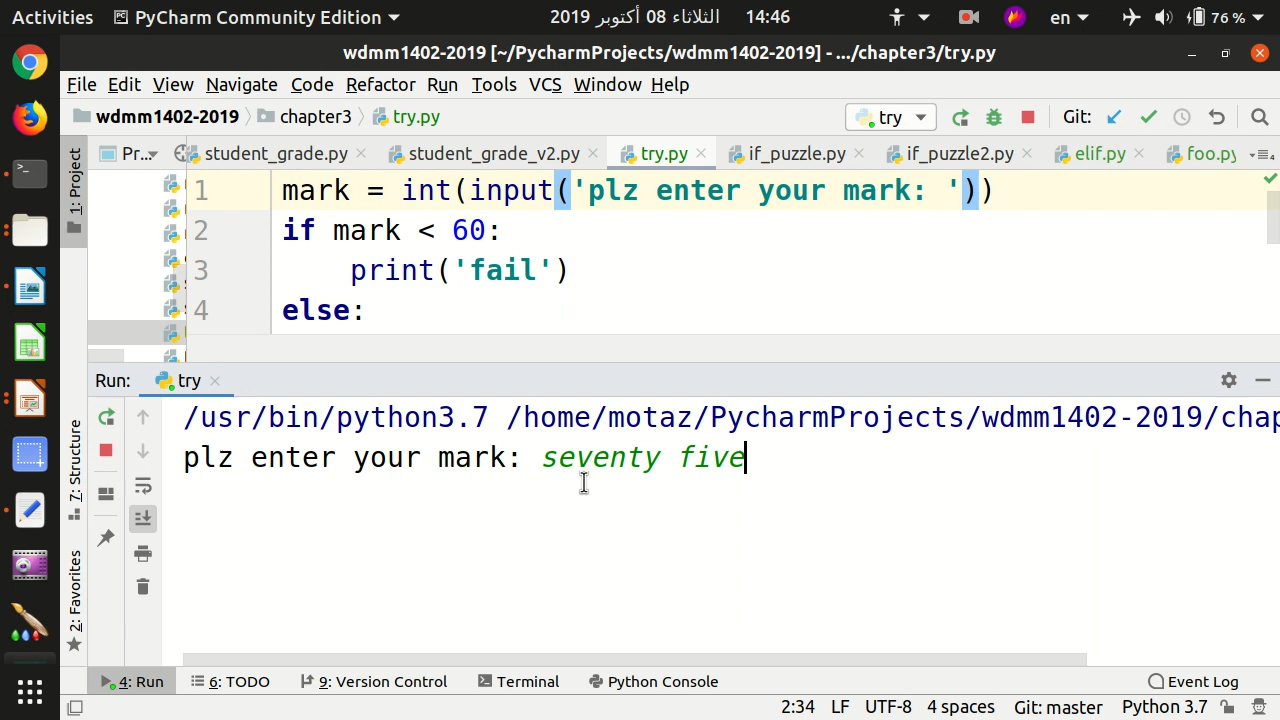 Activities PyCharm Community Edition 2019 الثلاثاء 08 أكتوبر 14:46 en 76 %
wdmm1402-2019 [~/PycharmProjects/wdmm1402-2019] - .../chapter3/try.py
File Edit View Navigate Code Refactor Run Tools VCS Window Help
wdmm1402-2019 chapter3 try.py try Git:
1: Project
Pr... student_grade.py student_grade_v2.py try.py if_puzzle.py if_puzzle2.py elif.py foo.py
1 mark = int(input('plz enter your mark: '))
2 if mark < 60:
3 print('fail')
4 else:
Run: try
/usr/bin/python3.7 /home/motaz/PycharmProjects/wdmm1402-2019/chap
plz enter your mark: seventy five
7: Structure
2: Favorites
4: Run 6: TODO 9: Version Control Terminal Python Console Event Log
2:34 LF UTF-8 4 spaces Git: master Python 3.7